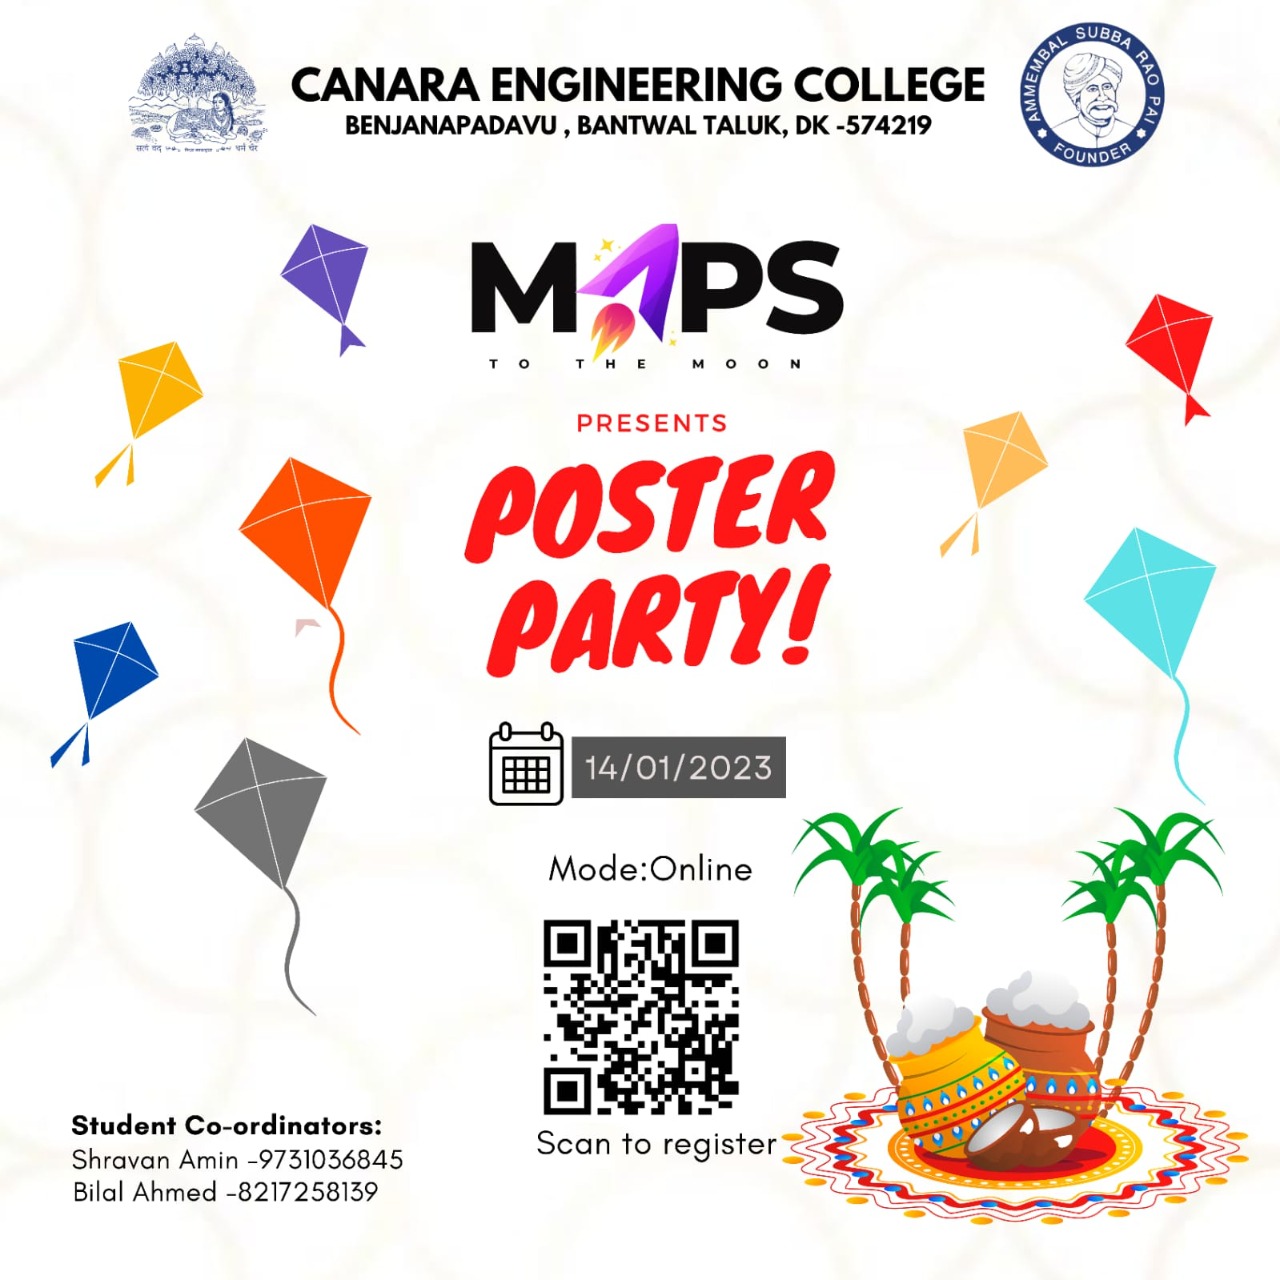 CANARA ENGINEERING COLLEGE
BENJANAPADAVU , BANTWAL TALUK, DK -574219
AMMEMBAL SUBBA RAO PAI
FOUNDER
MAPS
TO THE MOON
PRESENTS
POSTER
PARTY!
14/01/2023
Mode:Online
Scan to register
Student Co-ordinators:
Shravan Amin -9731036845
Bilal Ahmed -8217258139